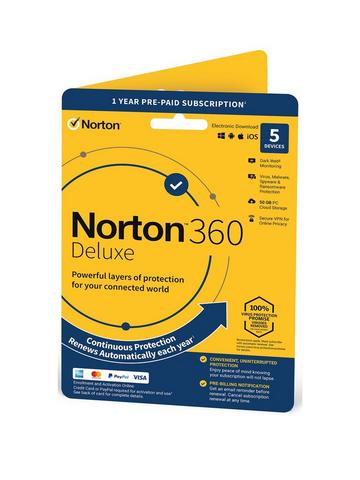 1 YEAR PRE-PAID SUBSCRIPTION
Norton
Electronic Download
iOS
5
DEVICES
Dark Web
Monitoring
Virus, Malware,
Spyware &
Ransomware
Protection
50 GB PC
Cloud Storage
Secure VPN for
Online Privacy
Norton 360
Deluxe
Powerful layers of protection
for your connected world
100%
VIRUS PROTECTION
PROMISE
VIRUSES
REMOVED
Continuous Protection
Renews Automatically each year
CONVENIENT, UNINTERRUPTED
PROTECTION
Enjoy peace of mind knowing
your subscription will not lapse
PRE-BILLING NOTIFICATION
Get an email reminder before
renewal. Cancel subscription
renewal at any time.
PayPal VISA
Enrollment and Activation Online
Credit Card or PayPal required for activation and use
See back of card for complete details.